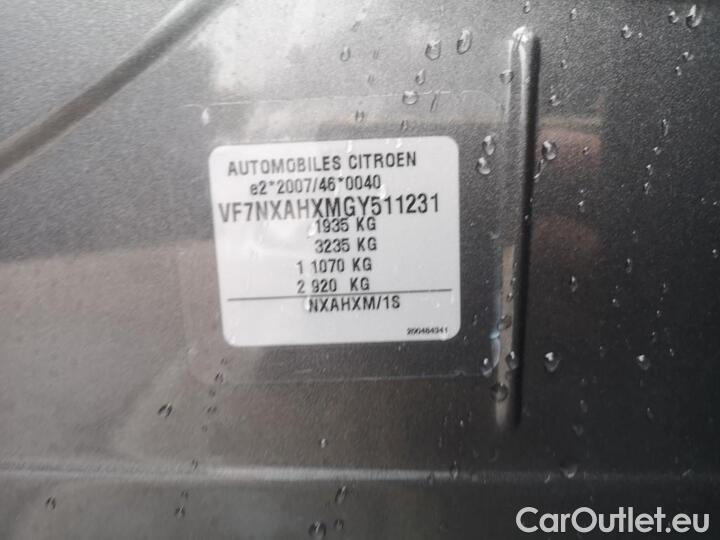 AUTOMOBILES CITROEN
e2*2007/46*0040
VF7NXAHXMGY511231
1935 KG
3235 KG
1 1070 KG
2 920 KG
NXAHXM/1S
200484341
CarOutlet.eu